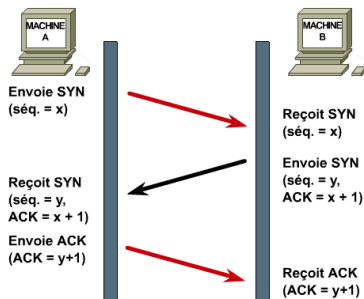 MACHINE
A
MACHINE
B
Envoie SYN
(séq. = x)
Reçoit SYN
(séq. = x)
Envoie SYN
(séq. = y,
ACK = x + 1)
Reçoit SYN
(séq. = y,
ACK = x + 1)
Envoie ACK
(ACK = y+1)
Reçoit ACK
(ACK = y+1)